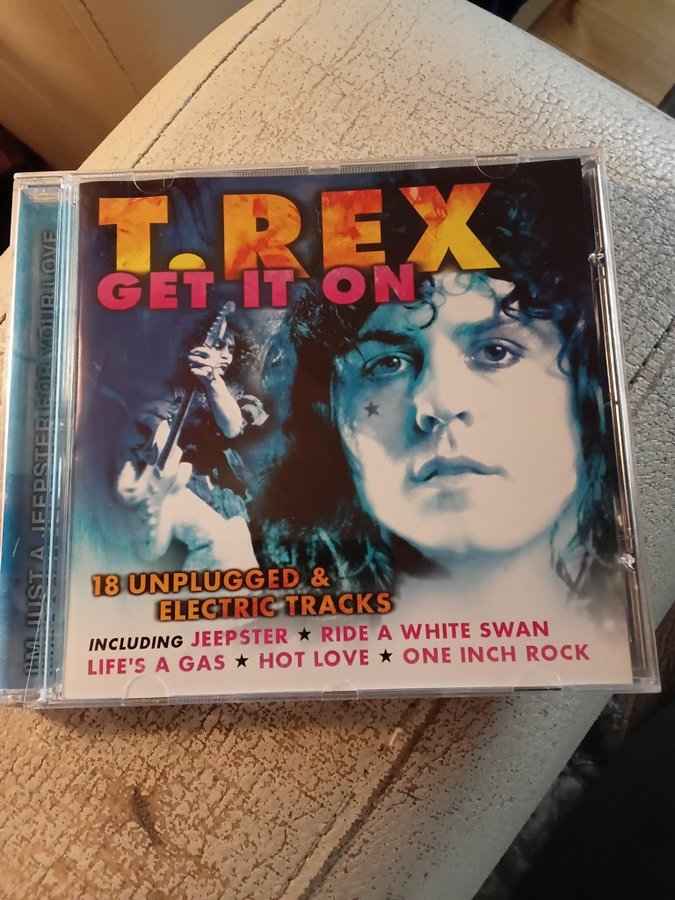 T.REX
GET IT ON
18 UNPLUGGED &
ELECTRIC TRACKS
INCLUDING JEEPSTER ★ RIDE A WHITE SWAN
LIFE'S A GAS ★ HOT LOVE ★ ONE INCH ROCK
I'M JUST A JEEPSTER FOR YOUR LOVE